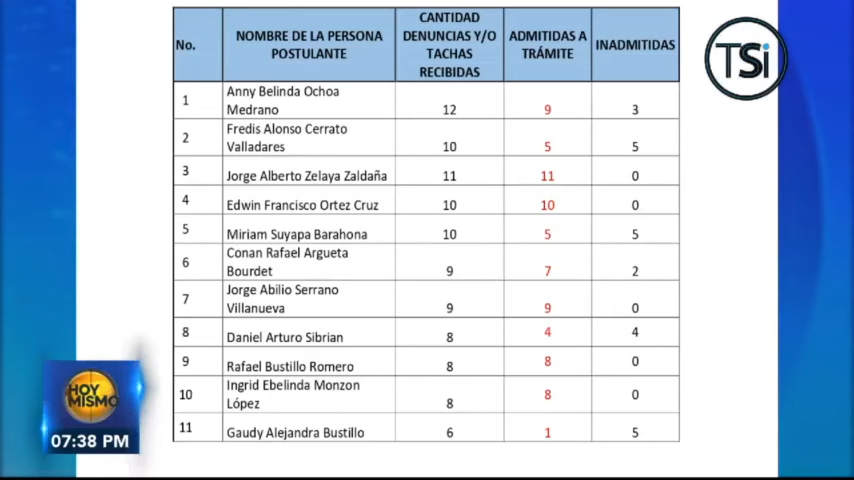 No. NOMBRE DE LA PERSONA POSTULANTE CANTIDAD DENUNCIAS Y/O TACHAS RECIBIDAS ADMITIDAS A TRÁMITE INADMITIDAS
1 Anny Belinda Ochoa Medrano 12 9 3
2 Fredis Alonso Cerrato Valladares 10 5 5
3 Jorge Alberto Zelaya Zaldaña 11 11 0
4 Edwin Francisco Ortez Cruz 10 10 0
5 Miriam Suyapa Barahona 10 5 5
6 Conan Rafael Argueta Bourdet 9 7 2
7 Jorge Abilio Serrano Villanueva 9 9 0
8 Daniel Arturo Sibrian 8 4 4
9 Rafael Bustillo Romero 8 8 0
10 Ingrid Ebelinda Monzon López 8 8 0
11 Gaudy Alejandra Bustillo 6 1 5
TSi
HOY MISMO
07:38 PM